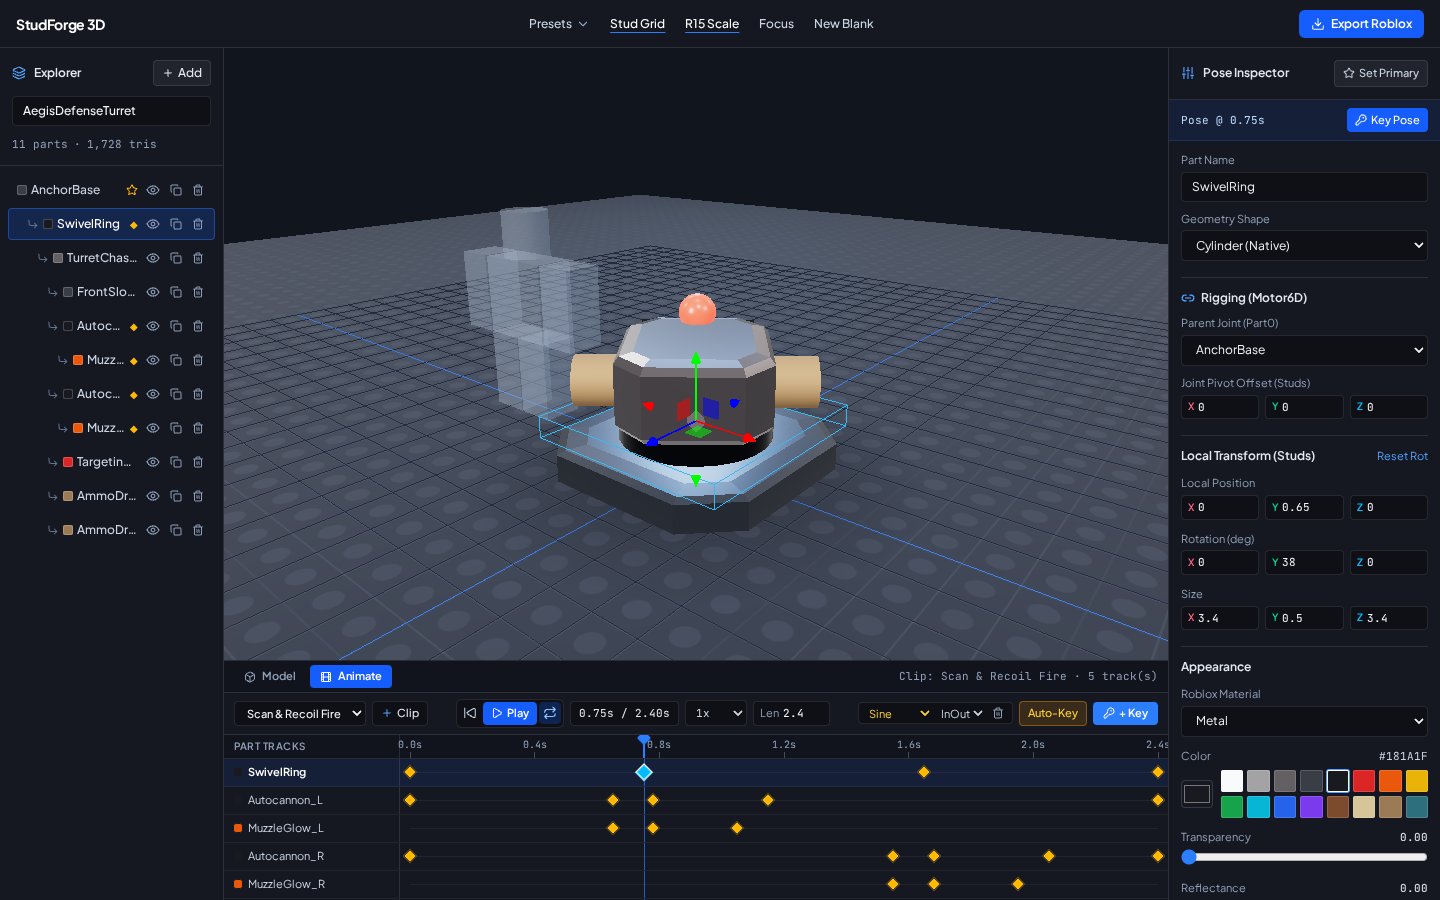 StudForge 3D
Presets
Stud Grid
R15 Scale
Focus
New Blank
Export Roblox
Explorer
+ Add
AegisDefenseTurret
11 parts · 1,728 tris
AnchorBase
SwivelRing
TurretChas...
FrontSlo...
Autoc...
Muzz...
Autoc...
Muzz...
Targetin...
AmmoDr...
AmmoDr...
Model
Animate
Clip: Scan & Recoil Fire · 5 track(s)
Scan & Recoil Fire
+ Clip
Play
0.75s / 2.40s
1x
Len 2.4
Sine
InOut
Auto-Key
+ Key
PART TRACKS
0.0s
0.4s
0.8s
1.2s
1.6s
2.0s
2.4s
SwivelRing
Autocannon_L
MuzzleGlow_L
Autocannon_R
MuzzleGlow_R
Pose Inspector
Set Primary
Pose @ 0.75s
Key Pose
Part Name
SwivelRing
Geometry Shape
Cylinder (Native)
Rigging (Motor6D)
Parent Joint (Part0)
AnchorBase
Joint Pivot Offset (Studs)
X 0 Y 0 Z 0
Local Transform (Studs)
Reset Rot
Local Position
X 0 Y 0.65 Z 0
Rotation (deg)
X 0 Y 38 Z 0
Size
X 3.4 Y 0.5 Z 3.4
Appearance
Roblox Material
Metal
Color
#181A1F
Transparency
0.00
Reflectance
0.00